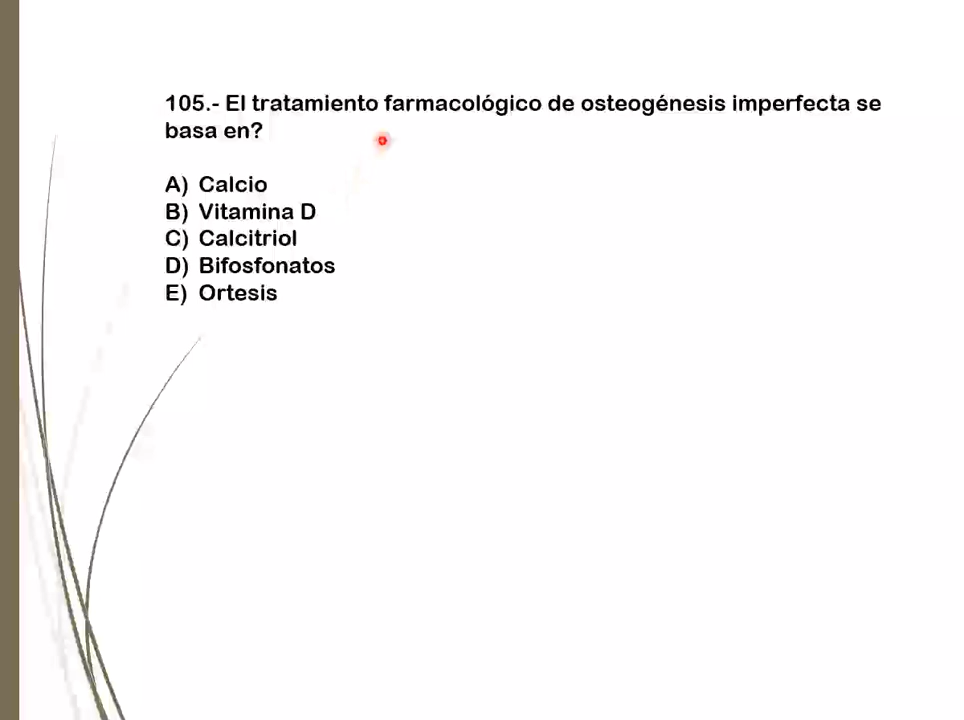 105.- El tratamiento farmacológico de osteogénesis imperfecta se
basa en?
A) Calcio
B) Vitamina D
C) Calcitriol
D) Bifosfonatos
E) Ortesis